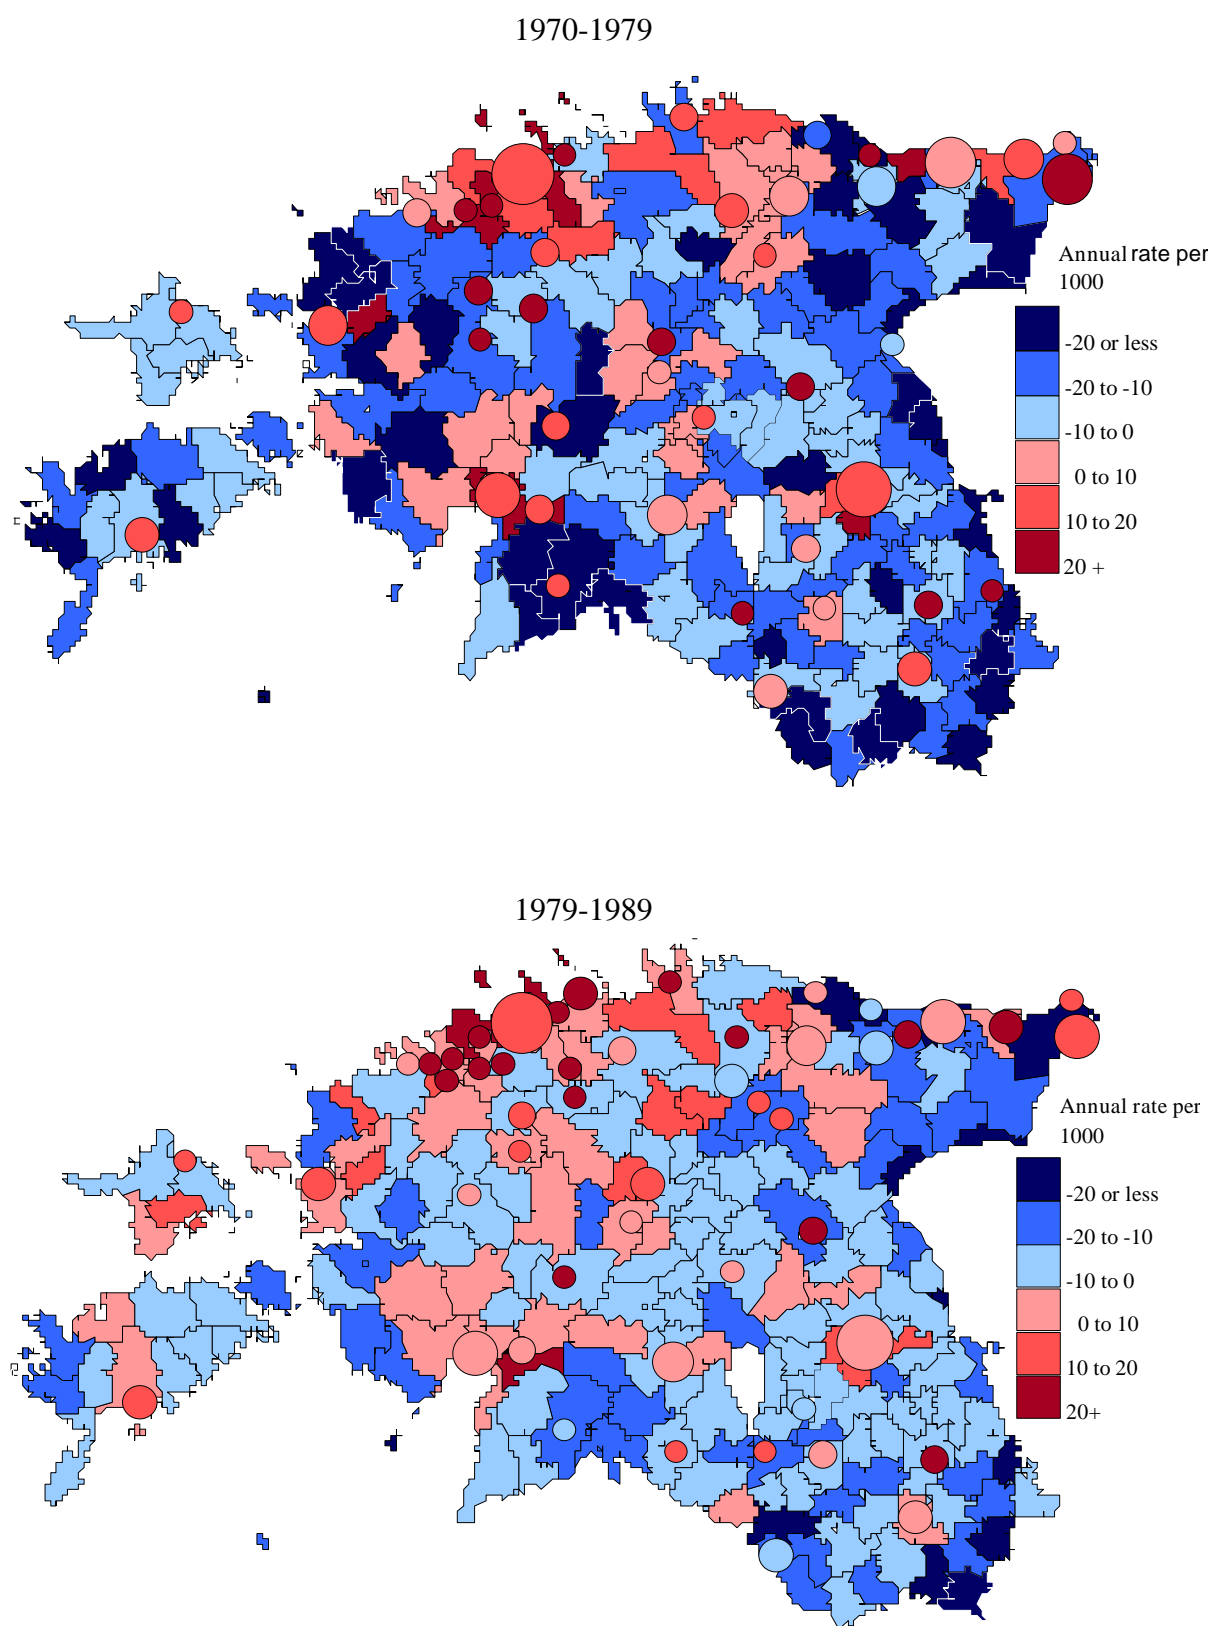 1970-1979
Annual rate per
1000
-20 or less
-20 to -10
-10 to 0
0 to 10
10 to 20
20 +
1979-1989
Annual rate per
1000
-20 or less
-20 to -10
-10 to 0
0 to 10
10 to 20
20+